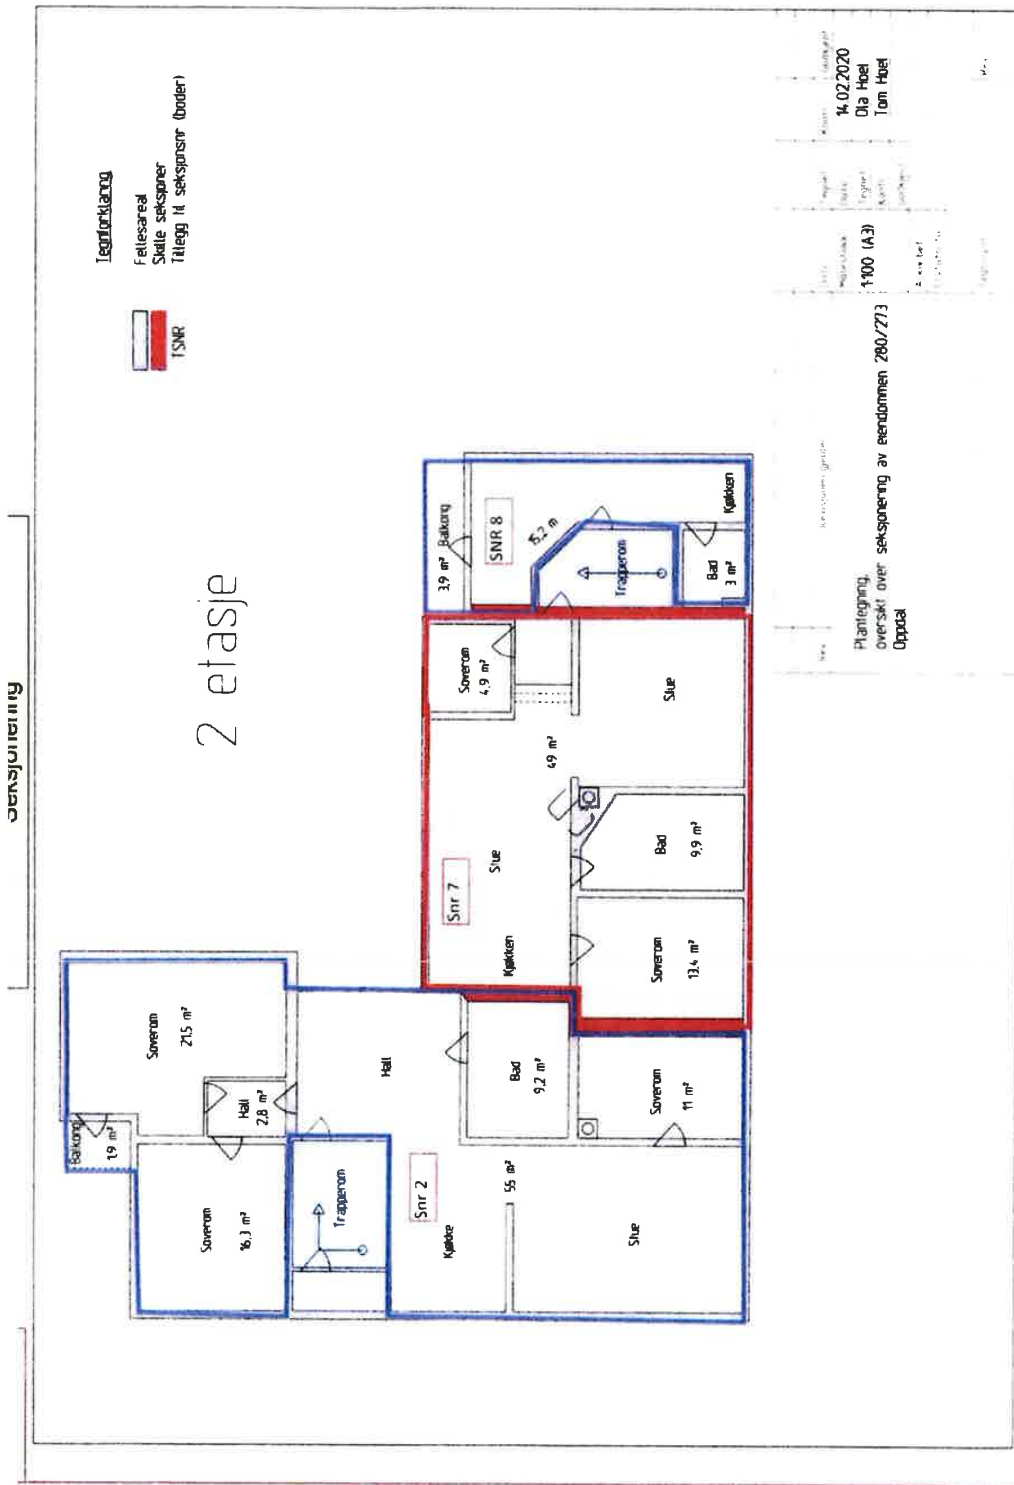 Seksjonering
2 etasje
Tegnforklaring
Fellesareal
Skille seksjoner
TSNR Tillegg til seksjonsnr (boder)
Balkong
1,9 m²
Soverom
21,5 m²
Soverom
16,3 m²
Hall
2,8 m²
Trapperom
Hall
Snr 2
Kjøkke
55 m²
Bad
9,2 m²
Stue
Soverom
11 m²
Snr 7
Kjøkken
Stue
49 m²
Soverom
4,9 m²
Soverom
13,4 m²
Bad
9,9 m²
Stue
3,9 m² Balkong
SNR 8
15,2 m
Trapperom
Bad
3 m²
Kjøkken
Plantegning,
oversikt over seksjonering av eiendommen 280/273
Oppdal
1:100 (A3)
14.02.2020
Ola Hoel
Tom Hoel